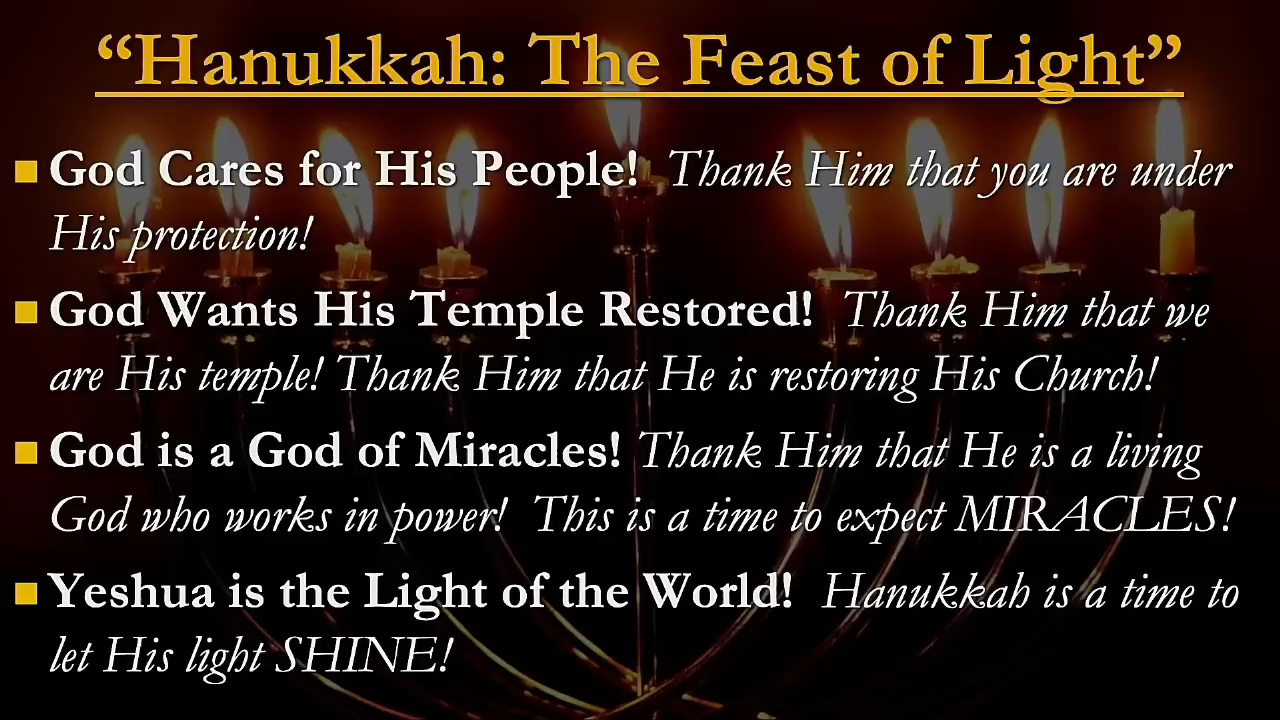 “Hanukkah: The Feast of Light”
■ God Cares for His People! Thank Him that you are under
His protection!
■ God Wants His Temple Restored! Thank Him that we
are His temple! Thank Him that He is restoring His Church!
■ God is a God of Miracles! Thank Him that He is a living
God who works in power! This is a time to expect MIRACLES!
■ Yeshua is the Light of the World! Hanukkah is a time to
let His light SHINE!